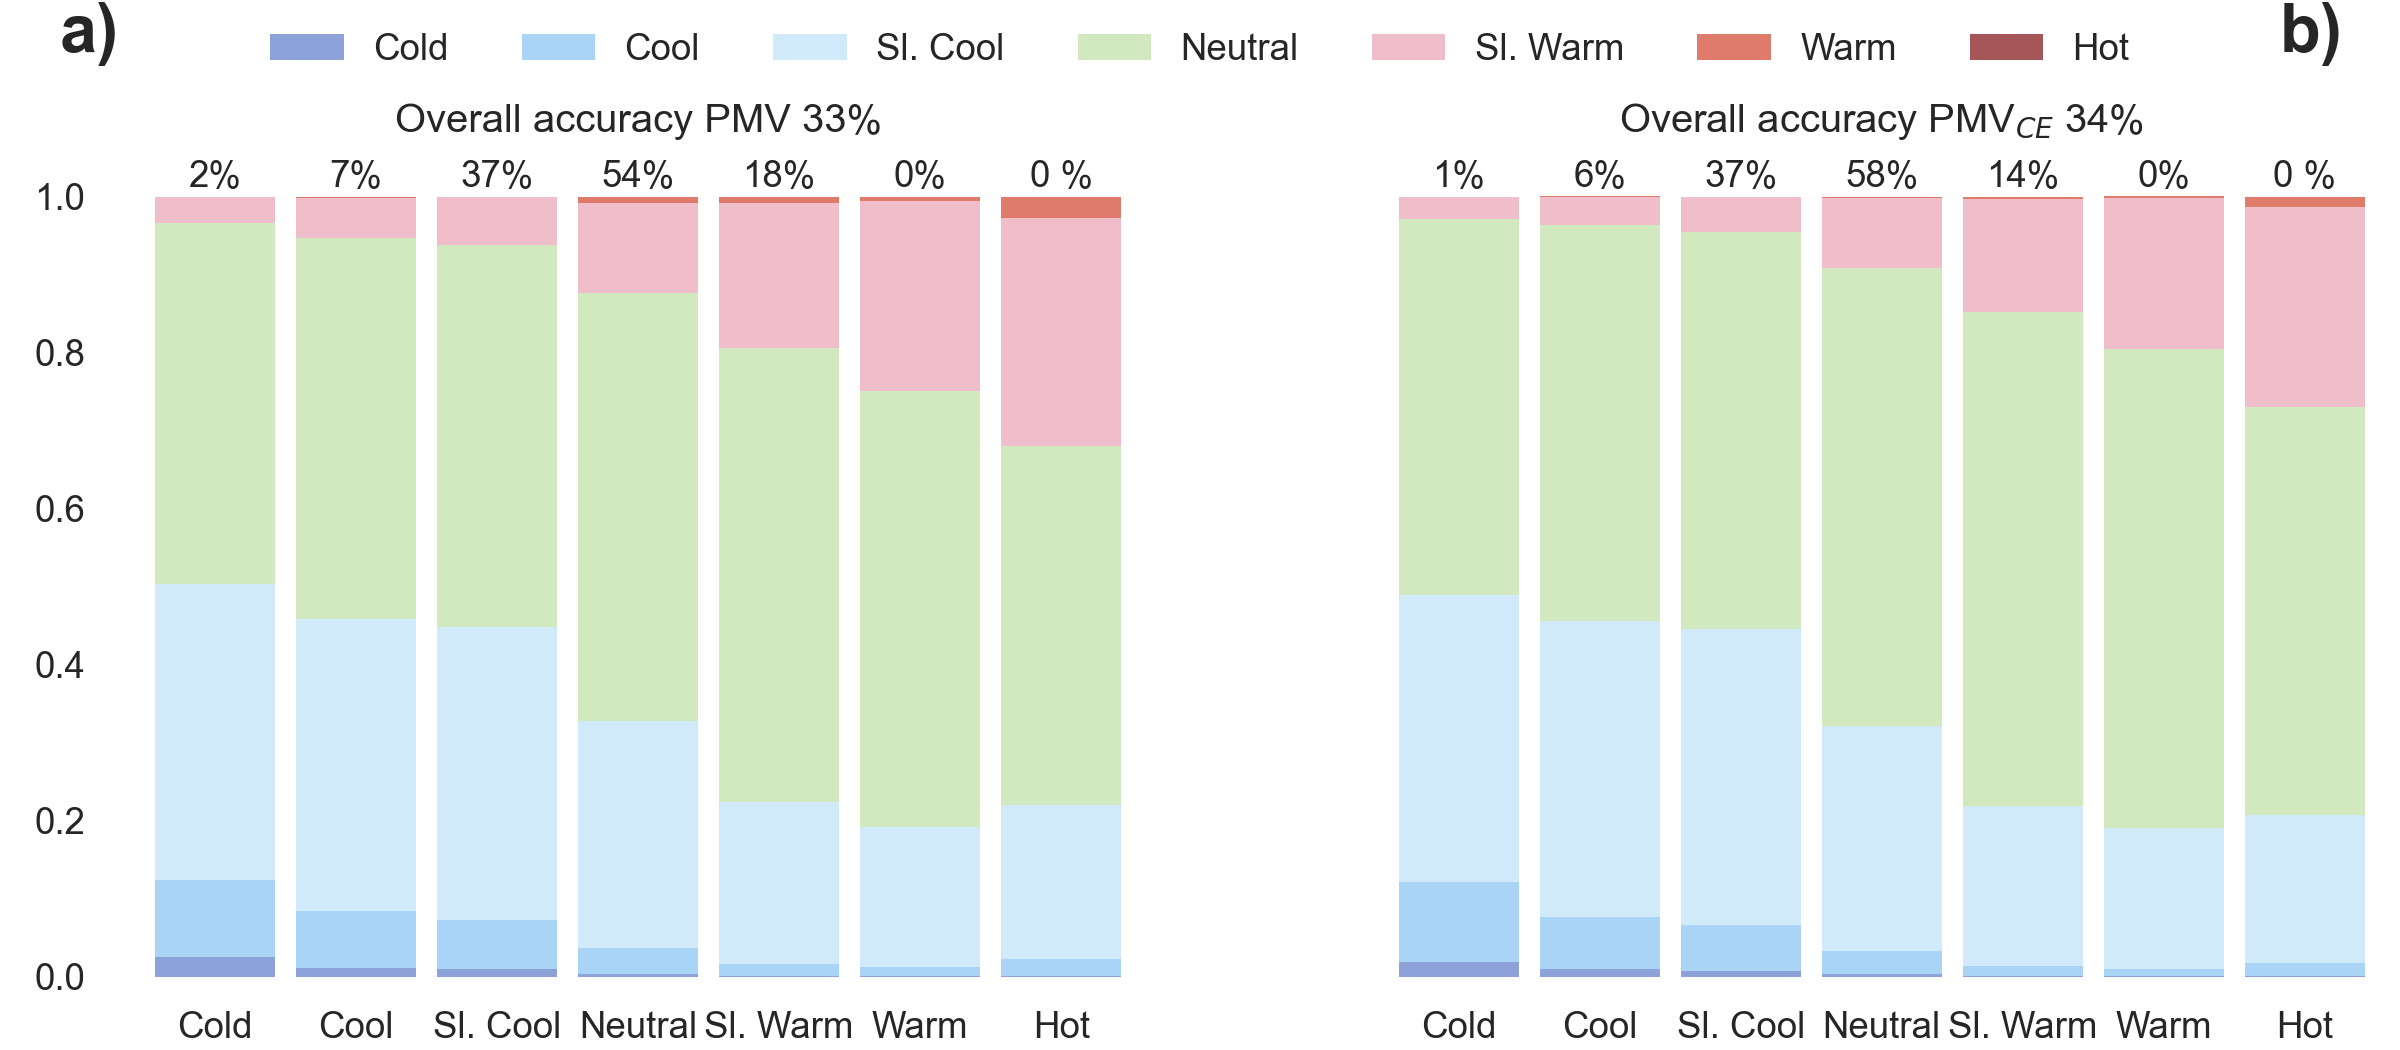 a) Cold Cool Sl. Cool Neutral Sl. Warm Warm Hot b)
Overall accuracy PMV 33% Overall accuracy PMV_CE 34%
2% 7% 37% 54% 18% 0% 0 % 1% 6% 37% 58% 14% 0% 0 %
1.0
0.8
0.6
0.4
0.2
0.0
Cold Cool Sl. Cool Neutral Sl. Warm Warm Hot Cold Cool Sl. Cool Neutral Sl. Warm Warm Hot